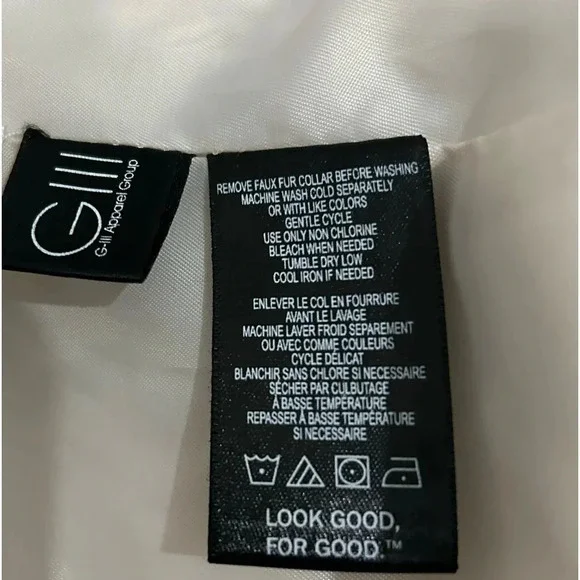 GIII
G-III Apparel Group
REMOVE FAUX FUR COLLAR BEFORE WASHING
MACHINE WASH COLD SEPARATELY
OR WITH LIKE COLORS
GENTLE CYCLE
USE ONLY NON CHLORINE
BLEACH WHEN NEEDED
TUMBLE DRY LOW
COOL IRON IF NEEDED
ENLEVER LE COL EN FOURRURE
AVANT LE LAVAGE
MACHINE LAVER FROID SEPAREMENT
OU AVEC COMME COULEURS
CYCLE DÉLICAT
BLANCHIR SANS CHLORE SI NECESSAIRE
SÉCHER PAR CULBUTAGE
À BASSE TEMPÉRATURE
REPASSER À BASSE TEMPÉRATURE
SI NECESSAIRE
LOOK GOOD,
FOR GOOD.™